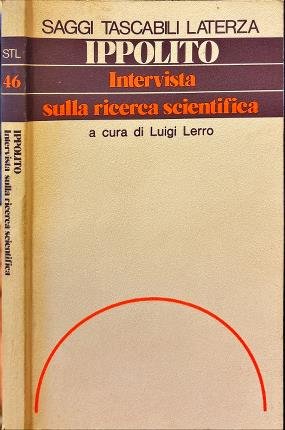 SAGGI TASCABILI LATERZA
IPPOLITO
Intervista
sulla ricerca scientifica
a cura di Luigi Lerro
STL
46
IPPOLITO
Intervista sulla ricerca scientifica